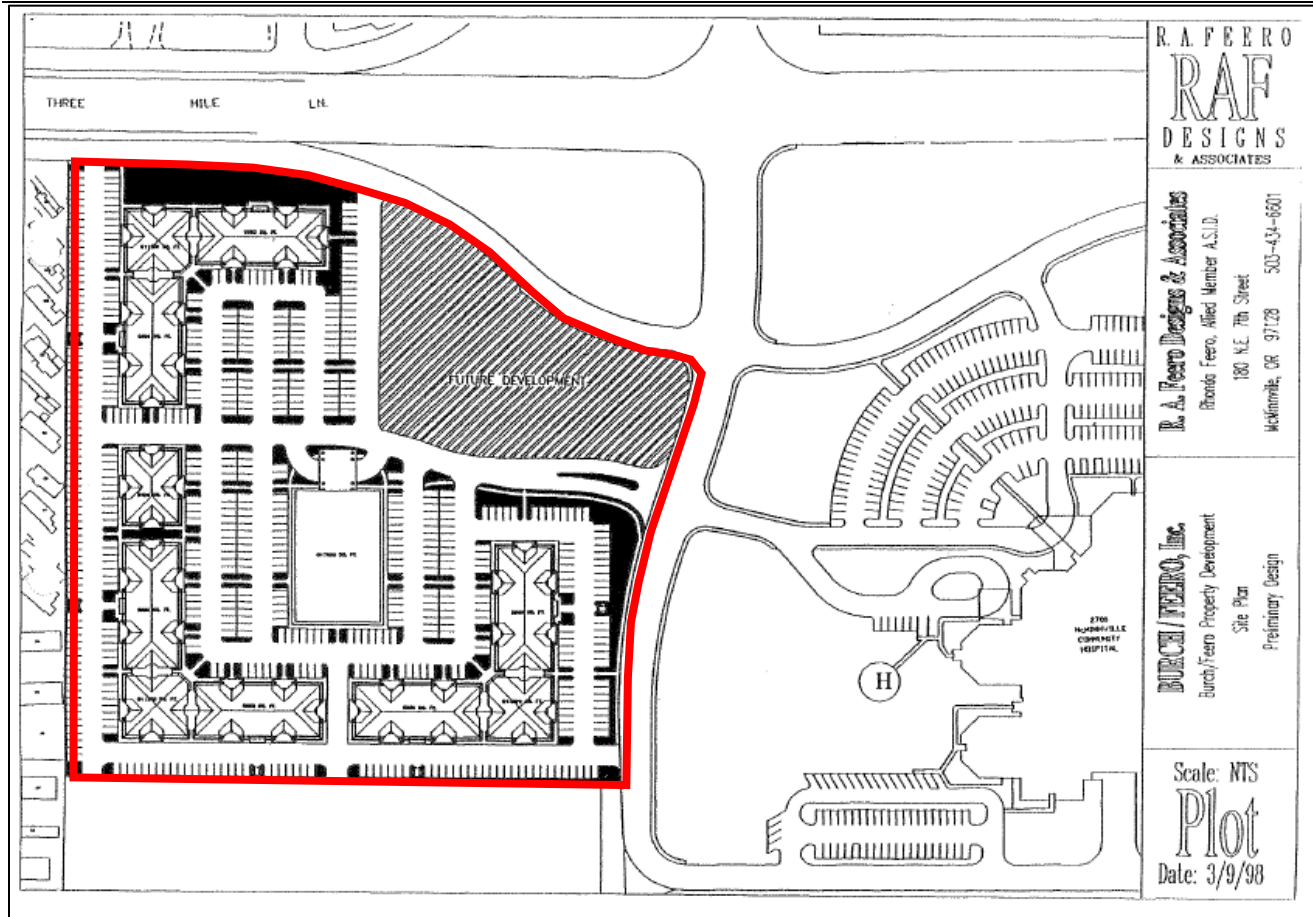 THREE MILE LN.
FUTURE DEVELOPMENT
2700
McMINNVILLE
COMMUNITY
HOSPITAL
H
R. A. FEERO
RAF
DESIGNS
& ASSOCIATES
R. A. Feero Designs & Associates
Rhonda Feero, Allied Member A.S.I.D.
180 N.E. 7th Street
McMinnville, OR 97128 503-434-6601
BURCH/FEERO, Inc.
Burch/Feero Property Development
Site Plan
Preliminary Design
Scale: NTS
Plot
Date: 3/9/98